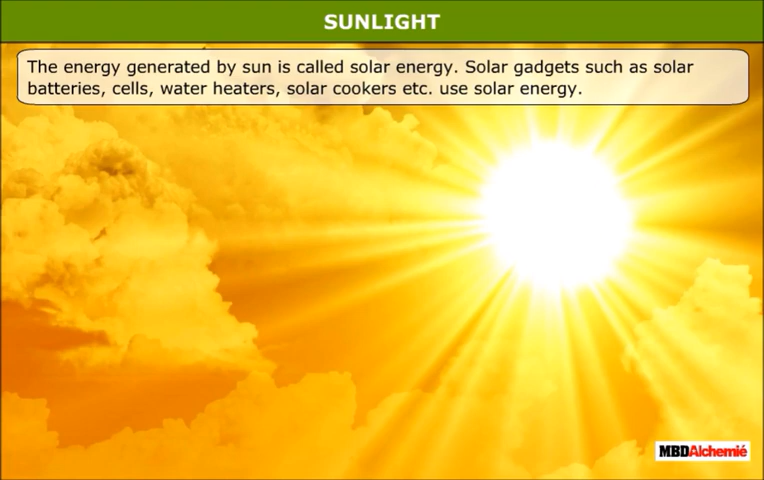 SUNLIGHT
The energy generated by sun is called solar energy. Solar gadgets such as solar
batteries, cells, water heaters, solar cookers etc. use solar energy.
MBDAlchemié